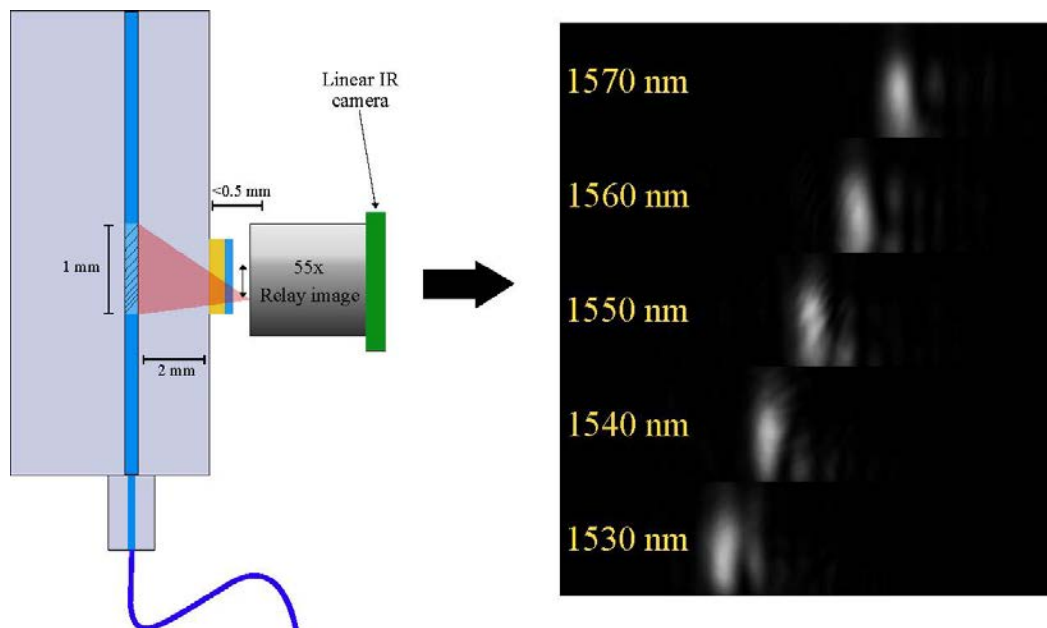 Linear IR
camera
<0.5 mm
1 mm
55x
Relay image
2 mm
1570 nm
1560 nm
1550 nm
1540 nm
1530 nm